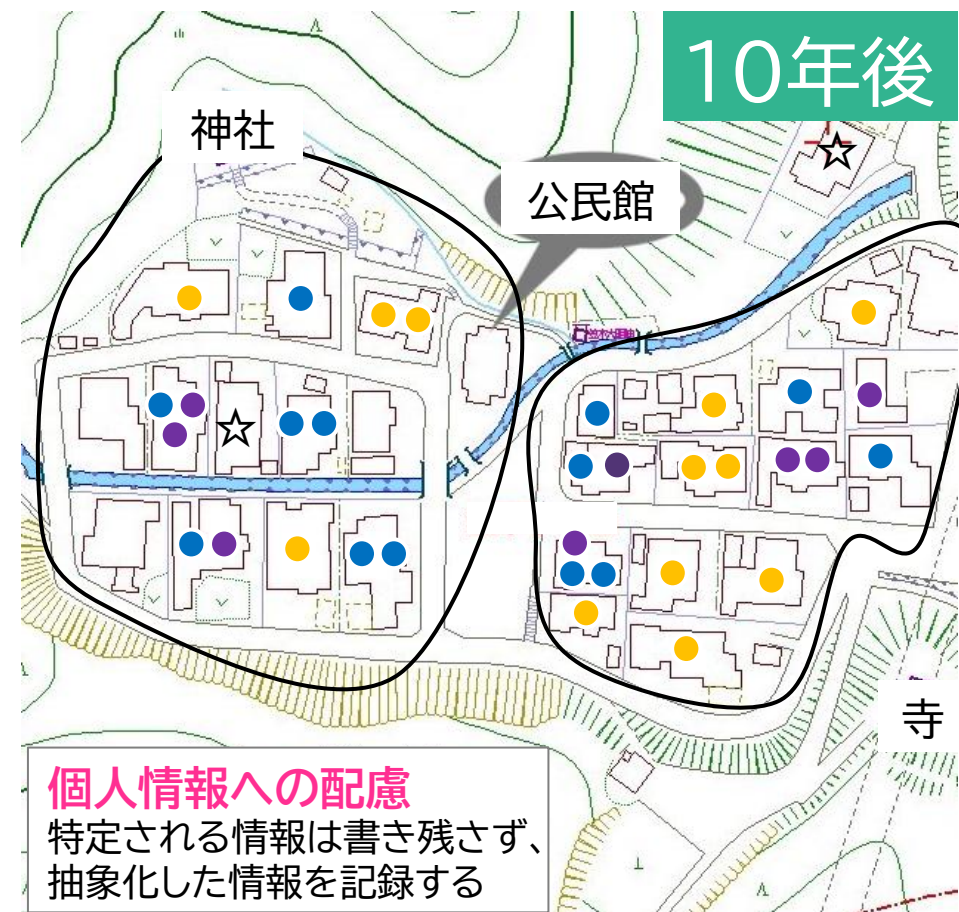 10年後
神社
公民館
寺
個人情報への配慮
特定される情報は書き残さず、
抽象化した情報を記録する